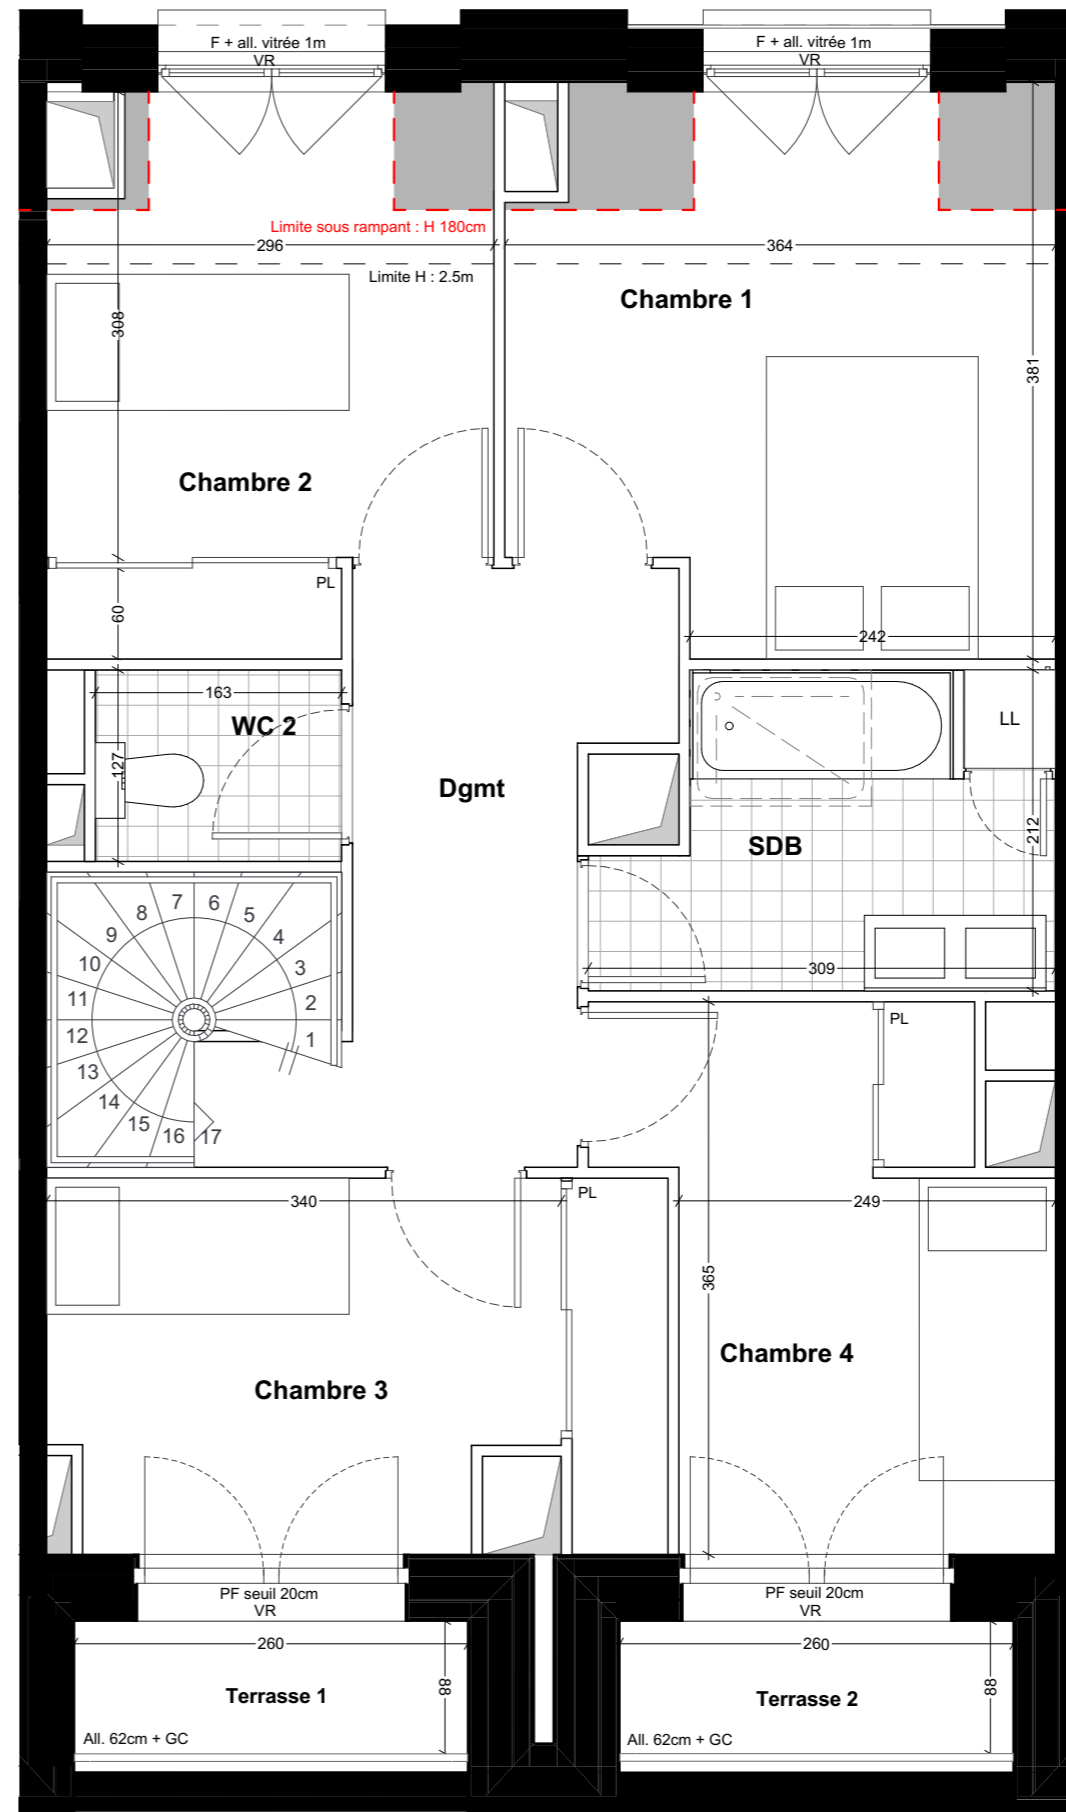 F + all. vitrée 1m
VR
F + all. vitrée 1m
VR
Limite sous rampant : H 180cm
296
364
Limite H : 2.5m
Chambre 1
308
381
Chambre 2
PL
60
242
163
WC 2
127
LL
Dgmt
SDB
212
309
1
2
3
4
5
6
7
8
9
10
11
12
13
14
15
16
17
PL
340
PL
249
365
Chambre 3
Chambre 4
PF seuil 20cm
VR
PF seuil 20cm
VR
260
260
88
88
Terrasse 1
Terrasse 2
All. 62cm + GC
All. 62cm + GC